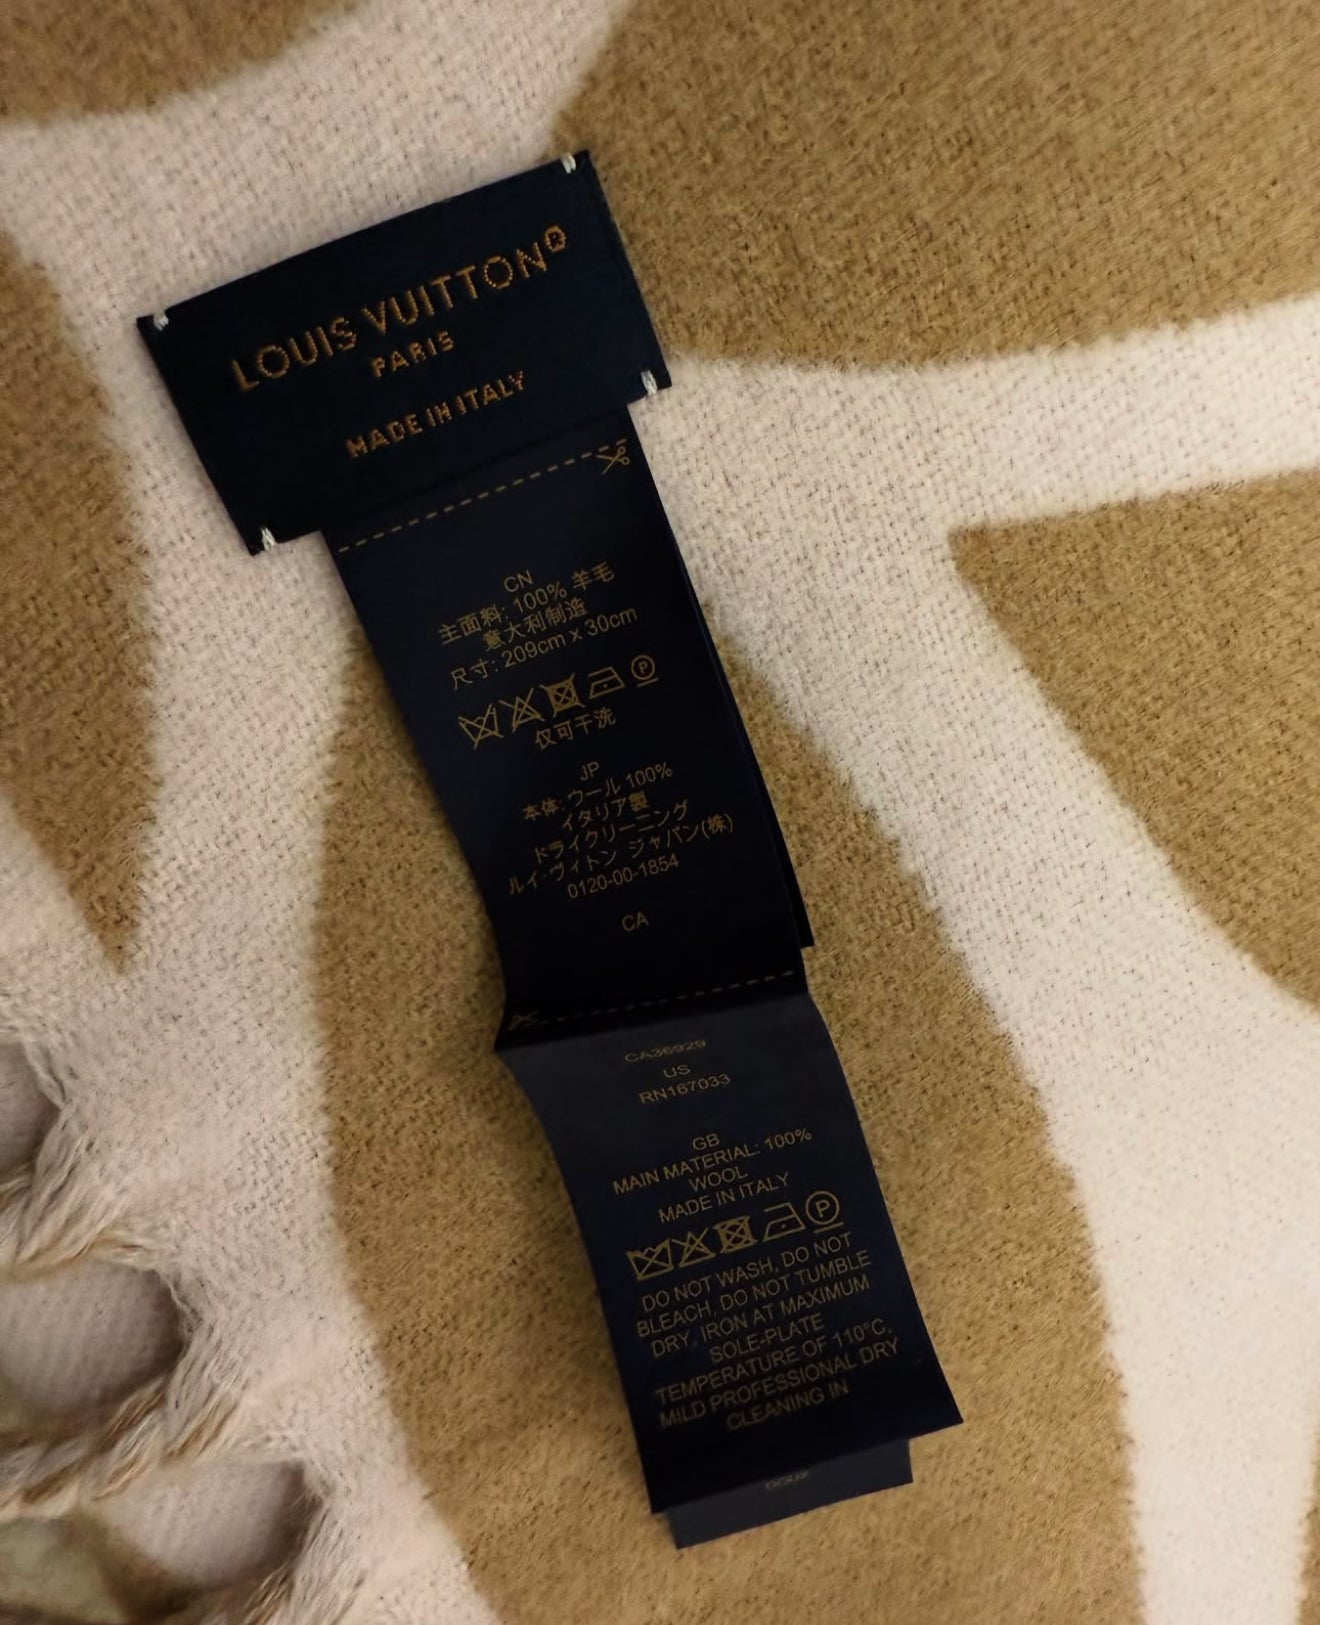 LOUIS VUITTON®
PARIS
MADE IN ITALY
CN
主面料: 100% 羊毛
意大利制造
尺寸: 209cm x 30cm
P
仅可干洗
JP
本体: ウール 100%
イタリア製
ドライクリーニング
ルイ·ヴィトン ジャパン(株)
0120-00-1854
CA
CA36929
US
RN167033
GB
MAIN MATERIAL: 100%
WOOL
MADE IN ITALY
P
DO NOT WASH, DO NOT
BLEACH, DO NOT TUMBLE
DRY, IRON AT MAXIMUM
SOLE-PLATE
TEMPERATURE OF 110°C,
MILD PROFESSIONAL DRY
CLEANING IN